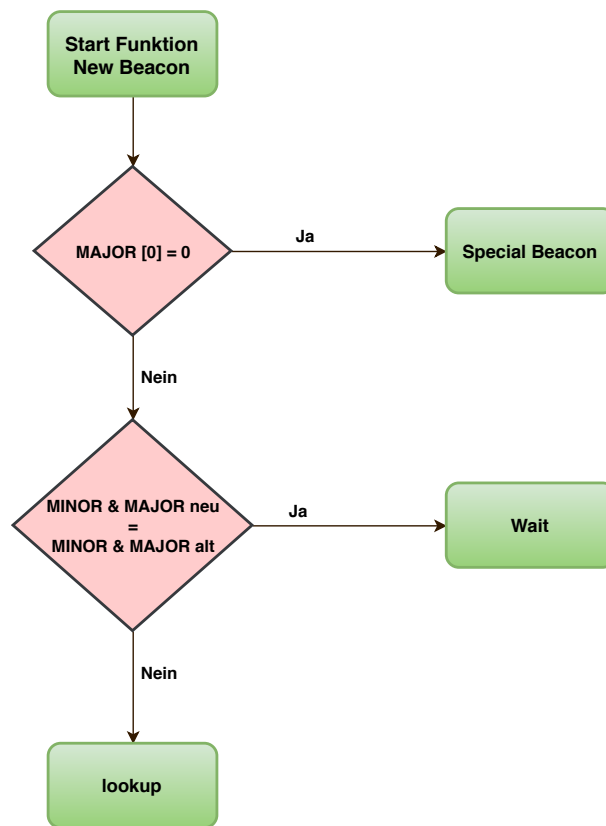 Start Funktion
New Beacon
MAJOR [0] = 0
Ja
Special Beacon
Nein
MINOR & MAJOR neu
=
MINOR & MAJOR alt
Ja
Wait
Nein
lookup